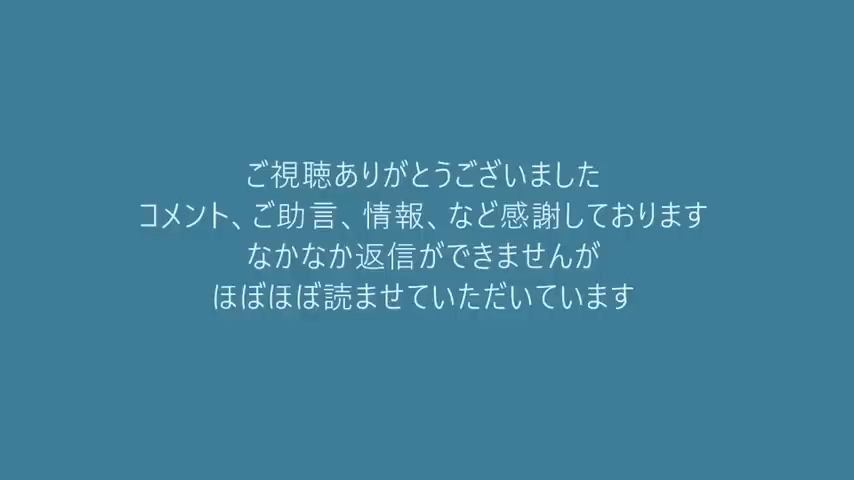 ご視聴ありがとうございました
コメント、ご助言、情報、など感謝しております
なかなか返信ができませんが
ほぼほぼ読ませていただいています